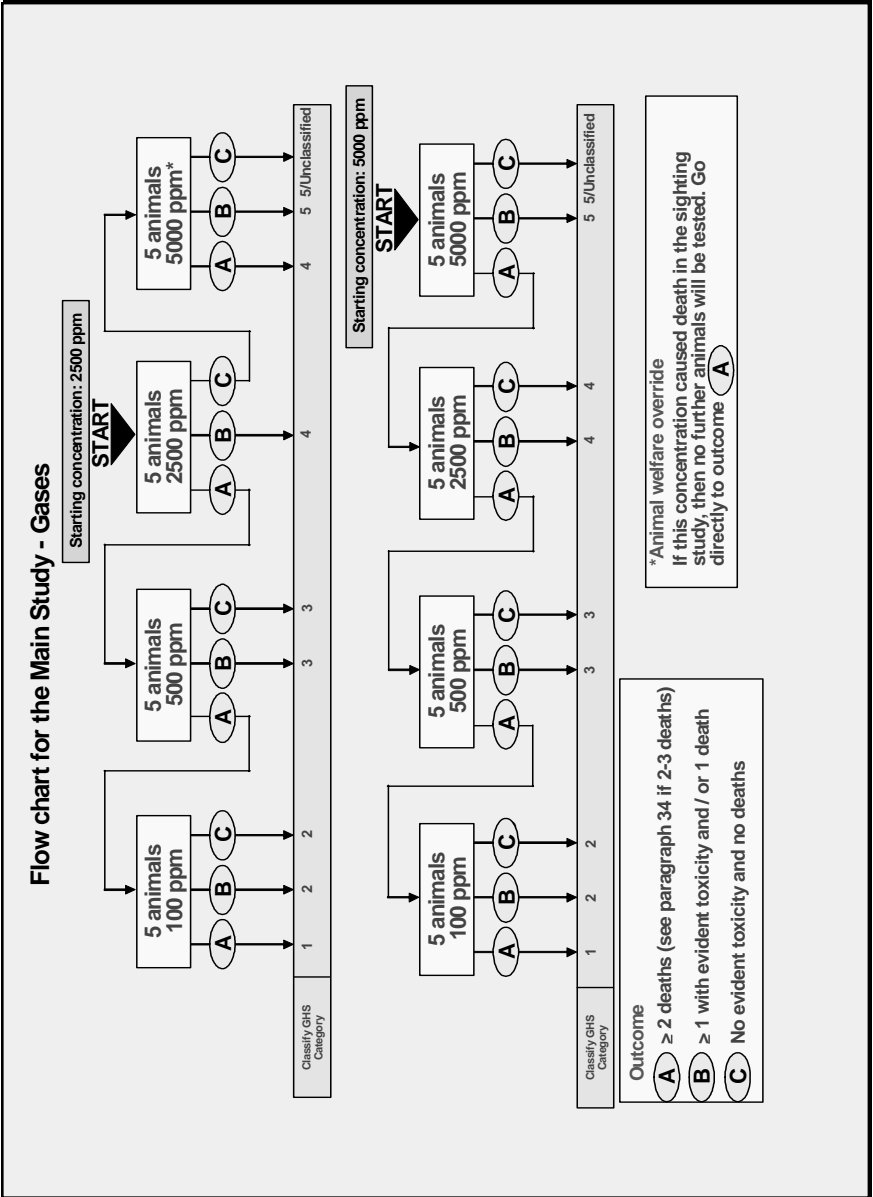 Flow chart for the Main Study - Gases
Starting concentration: 2500 ppm
START
5 animals
100 ppm
5 animals
500 ppm
5 animals
2500 ppm
5 animals
5000 ppm*
A
B
C
A
B
C
A
B
C
A
B
C
Classify GHS
Category
1
2
2
3
3
4
4
5
5/Unclassified
Starting concentration: 5000 ppm
START
5 animals
100 ppm
5 animals
500 ppm
5 animals
2500 ppm
5 animals
5000 ppm
A
B
C
A
B
C
A
B
C
A
B
C
Classify GHS
Category
1
2
2
3
3
4
4
5
5/Unclassified
Outcome
A ≥ 2 deaths (see paragraph 34 if 2-3 deaths)
B ≥ 1 with evident toxicity and / or 1 death
C No evident toxicity and no deaths
*Animal welfare override
If this concentration caused death in the sighting
study, then no further animals will be tested. Go
directly to outcome A